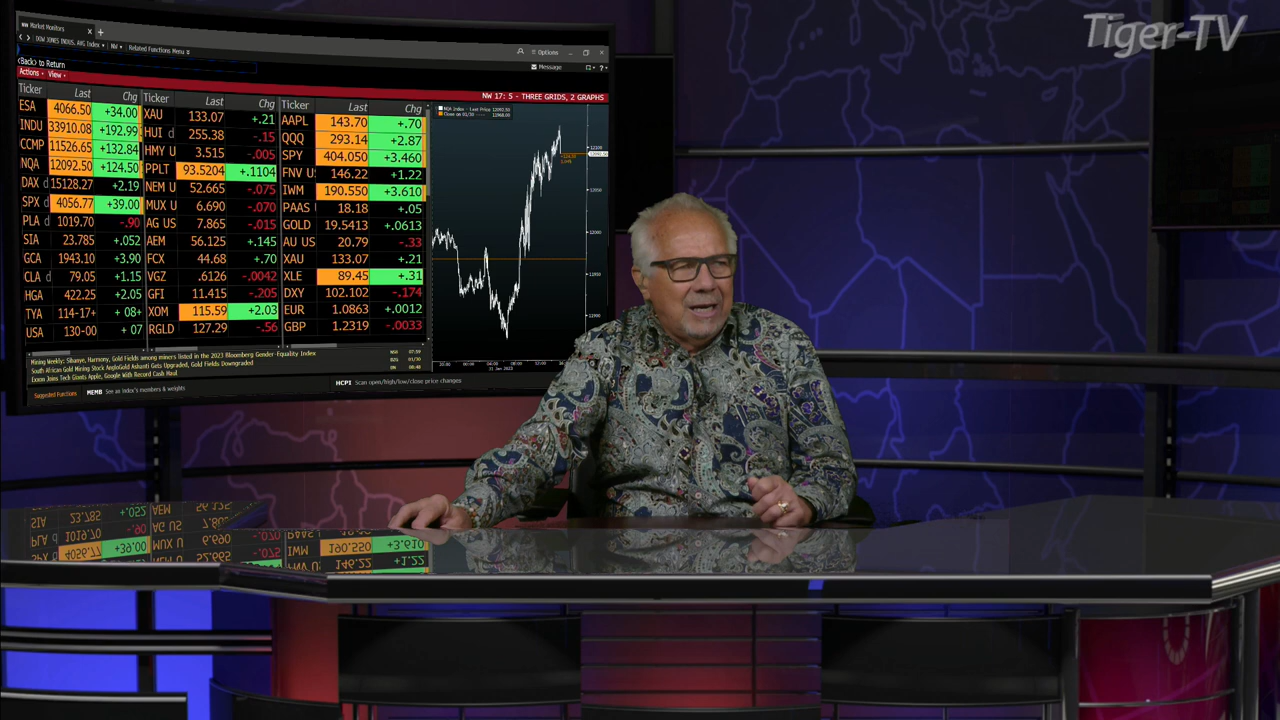 Tiger-TV
NW Market Monitors
DOW JONES INDUS. AVG Index
NW
Related Functions Menu
Options
Message
<Back> to Return
Actions
View
NW 17: 5 - THREE GRIDS, 2 GRAPHS
Ticker Last Chg Ticker Last Chg Ticker Last Chg
ESA 4066.50 +34.00 XAU 133.07 +.21 AAPL 143.70 +.70
INDU 33910.08 +192.99 HUI d 255.38 -.15 QQQ 293.14 +2.87
CCMP 11526.65 +132.84 HMY U 3.515 -.005 SPY 404.050 +3.460
NQA 12092.50 +124.50 PPLT 93.5204 +.1104 FNV U 146.22 +1.22
DAX d 15128.27 +2.19 NEM U 52.665 -.075 IWM 190.550 +3.610
SPX d 4056.77 +39.00 MUX U 6.690 -.070 PAAS 18.18 +.05
PLA d 1019.70 -.90 AG US 7.865 -.015 GOLD 19.5413 +.0613
SIA 23.785 +.052 AEM 56.125 +.145 AU US 20.79 -.33
GCA 1943.10 +3.90 FCX 44.68 +.70 XAU 133.07 +.21
CLA d 79.05 +1.15 VGZ .6126 -.0042 XLE 89.45 +.31
HGA 422.25 +2.05 GFI 11.415 -.205 DXY 102.102 -.174
TYA 114-17+ + 08+ XOM 115.59 +2.03 EUR 1.0863 +.0012
USA 130-00 + 07 RGLD 127.29 -.56 GBP 1.2319 -.0033
Mining Weekly: Sibanye, Harmony, Gold Fields among miners listed in the 2023 Bloomberg Gender-Equality Index
South African Gold Mining Stock AngloGold Ashanti Gets Upgraded, Gold Fields Downgraded
Exxon Joins Tech Giants Apple, Google With Record Cash Haul
Suggested Functions
MEMB See an index's members & weights
HCPI Scan open/high/low/close price changes
31 Jan 2023